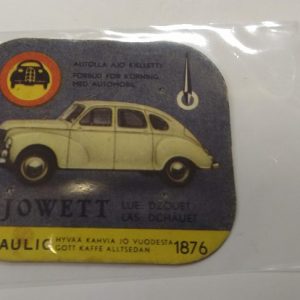 AUTOLLA AJO KIELLETTY
FÖRBUD FÖR KÖRNING
MED AUTOMOBIL
JOWETT
LUE: DZOUET
LÄS: DCHAUET
PAULIG
HYVÄÄ KAHVIA JO VUODESTA
GOTT KAFFE ALLTSEDAN
1876